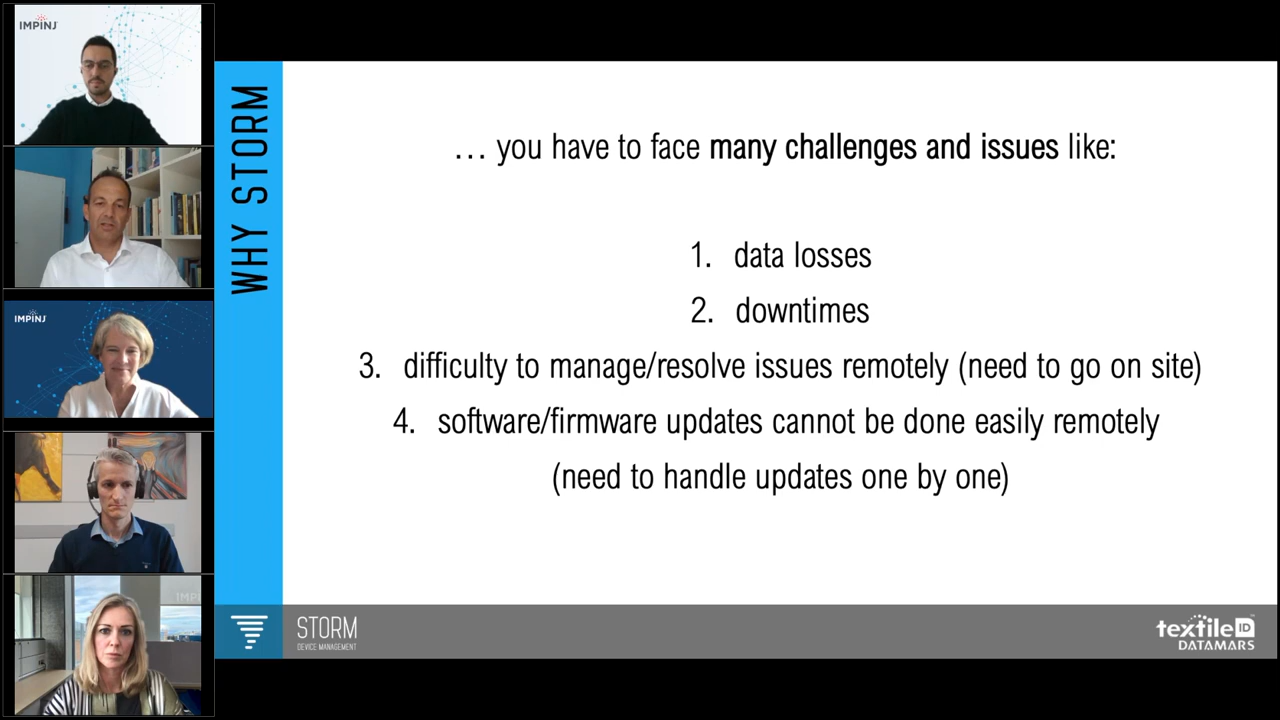 IMPINJ
IMPINJ
IMPINJ
WHY STORM
... you have to face many challenges and issues like:
1. data losses
2. downtimes
3. difficulty to manage/resolve issues remotely (need to go on site)
4. software/firmware updates cannot be done easily remotely
(need to handle updates one by one)
STORM
DEVICE MANAGEMENT
textile ID
DATAMARS